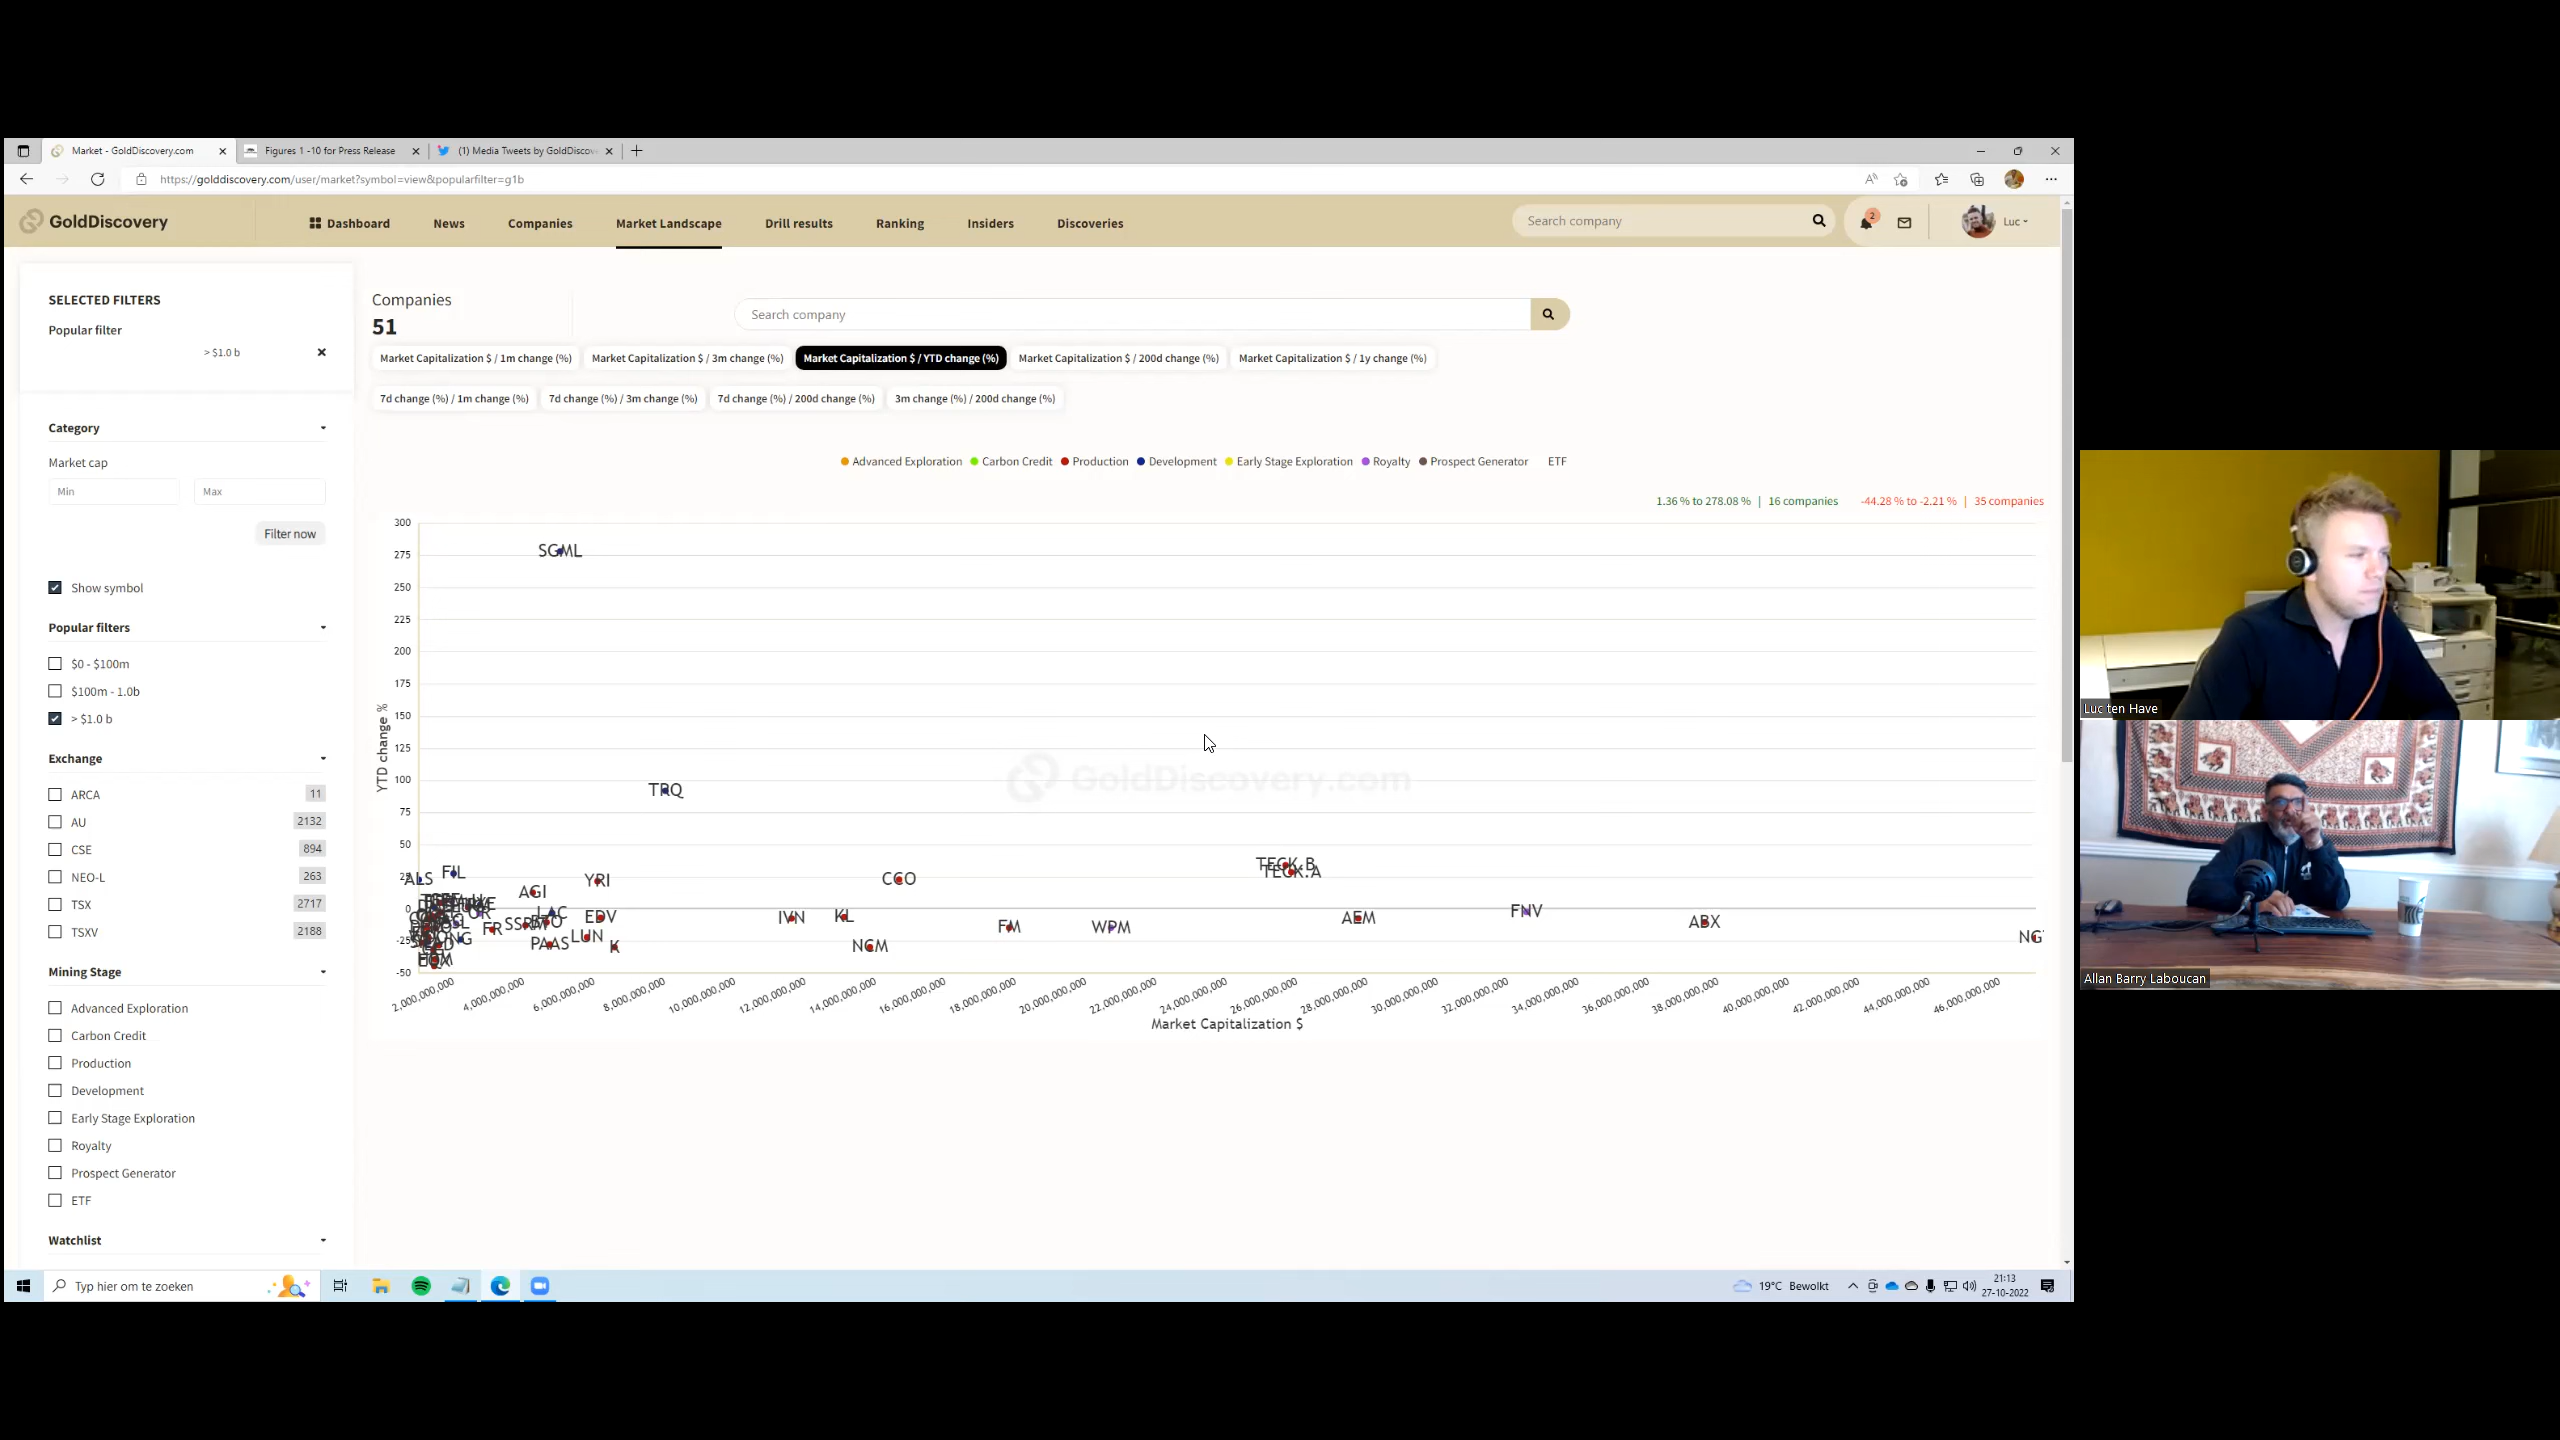 Market - GoldDiscovery.com
Figures 1 -10 for Press Release
(1) Media Tweets by GoldDiscov
https://golddiscovery.com/user/market?symbol=view&popularfilter=g1b
GoldDiscovery
Dashboard
News
Companies
Market Landscape
Drill results
Ranking
Insiders
Discoveries
Search company
2
Luc
SELECTED FILTERS
Popular filter
> $1.0 b
Category
Market cap
Min
Max
Filter now
Show symbol
Popular filters
$0 - $100m
$100m - 1.0b
> $1.0 b
Exchange
ARCA 11
AU 2132
CSE 894
NEO-L 263
TSX 2717
TSXV 2188
Mining Stage
Advanced Exploration
Carbon Credit
Production
Development
Early Stage Exploration
Royalty
Prospect Generator
ETF
Watchlist
Companies
51
Search company
Market Capitalization $ / 1m change (%)
Market Capitalization $ / 3m change (%)
Market Capitalization $ / YTD change (%)
Market Capitalization $ / 200d change (%)
Market Capitalization $ / 1y change (%)
7d change (%) / 1m change (%)
7d change (%) / 3m change (%)
7d change (%) / 200d change (%)
3m change (%) / 200d change (%)
Advanced Exploration
Carbon Credit
Production
Development
Early Stage Exploration
Royalty
Prospect Generator
ETF
1.36 % to 278.08 % | 16 companies
-44.28 % to -2.21 % | 35 companies
YTD change %
300
275
250
225
200
175
150
125
100
75
50
25
0
-25
-50
SGML
TRQ
GoldDiscovery.com
TECK.B
TECK.A
ALS
FIL
YRI
CCO
AGI
LAC
EDV
IVN
KL
FM
WPM
AEM
FNV
ABX
OR
FR
SSRM
BTO
PAAS
LUN
K
NCM
NG
2,000,000,000
4,000,000,000
6,000,000,000
8,000,000,000
10,000,000,000
12,000,000,000
14,000,000,000
16,000,000,000
18,000,000,000
20,000,000,000
22,000,000,000
24,000,000,000
26,000,000,000
28,000,000,000
30,000,000,000
32,000,000,000
34,000,000,000
36,000,000,000
38,000,000,000
40,000,000,000
42,000,000,000
44,000,000,000
46,000,000,000
Market Capitalization $
Luc ten Have
Allan Barry Laboucan
Typ hier om te zoeken
19°C Bewolkt
21:13
27-10-2022